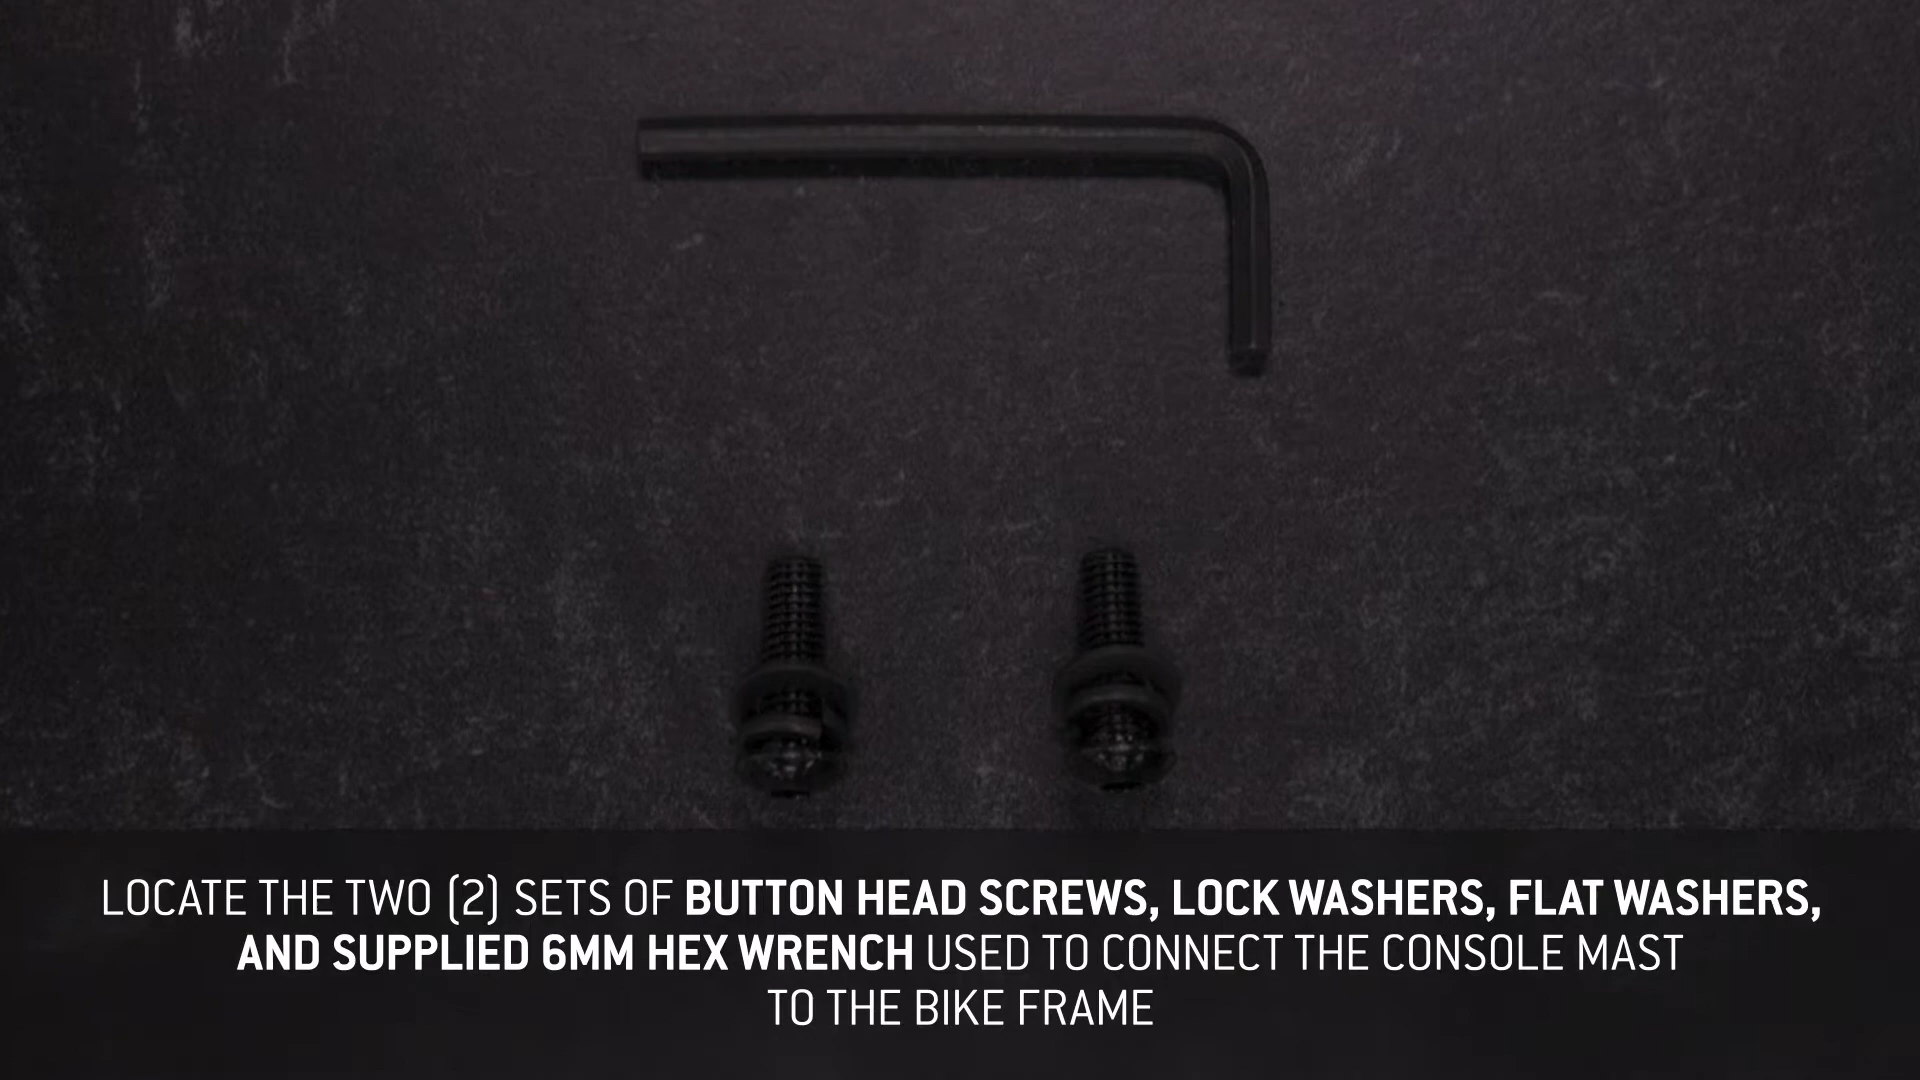 LOCATE THE TWO (2) SETS OF BUTTON HEAD SCREWS, LOCK WASHERS, FLAT WASHERS,
AND SUPPLIED 6MM HEX WRENCH USED TO CONNECT THE CONSOLE MAST
TO THE BIKE FRAME